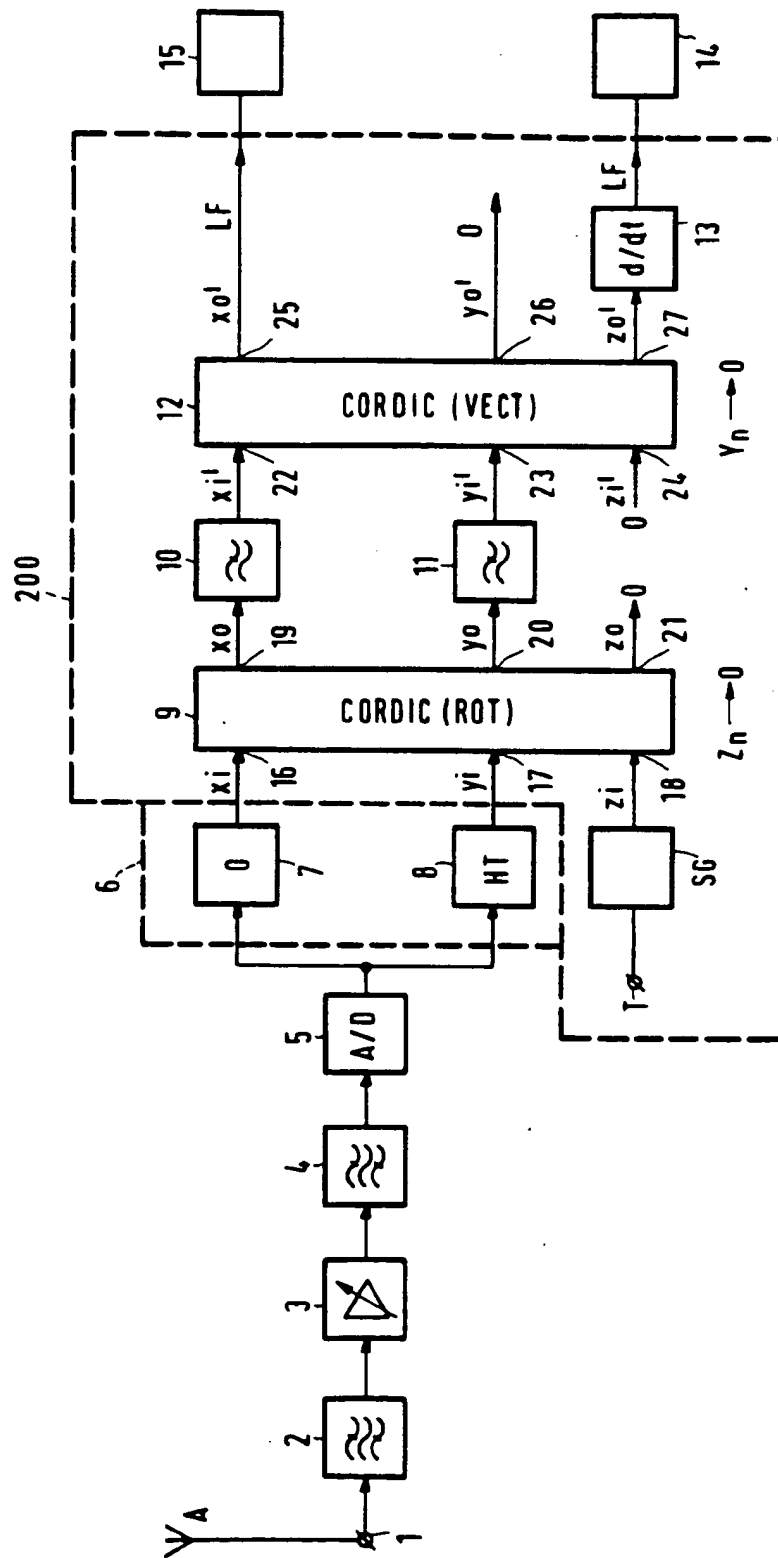 200
A
1
2
3
4
5
A/D
6
0
7
8
HT
T
SG
xi
16
yi
17
zi
18
9
CORDIC (ROT)
Zn → 0
xo
19
yo
20
zo
21
0
10
11
xi'
22
yi'
23
0
zi'
24
12
CORDIC (VECT)
Yn → 0
xo'
25
LF
yo'
26
0
zo'
27
d/dt
13
LF
15
14